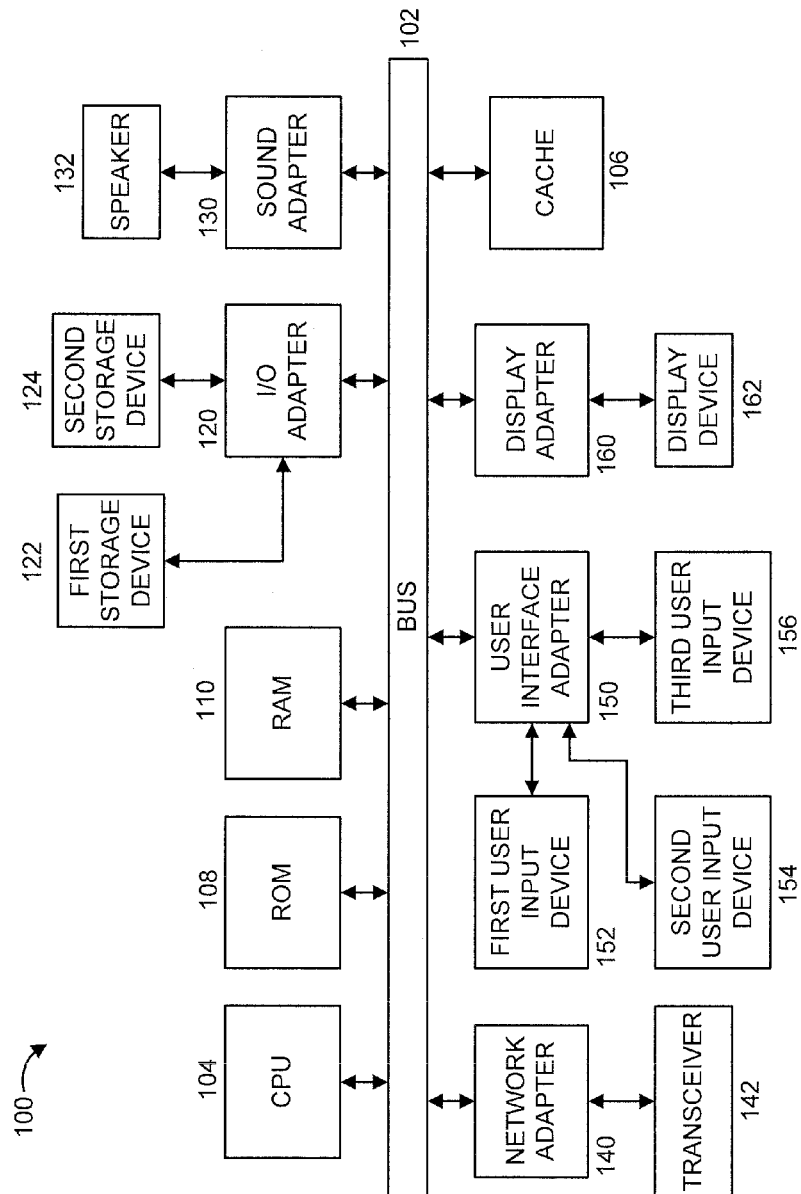 100
104
CPU
108
ROM
110
RAM
122
FIRST
STORAGE
DEVICE
124
SECOND
STORAGE
DEVICE
120
I/O
ADAPTER
132
SPEAKER
130
SOUND
ADAPTER
BUS
102
NETWORK
ADAPTER
140
TRANSCEIVER
142
FIRST USER
INPUT
DEVICE
152
SECOND
USER INPUT
DEVICE
154
USER
INTERFACE
ADAPTER
150
THIRD USER
INPUT
DEVICE
156
DISPLAY
ADAPTER
160
DISPLAY
DEVICE
162
CACHE
106